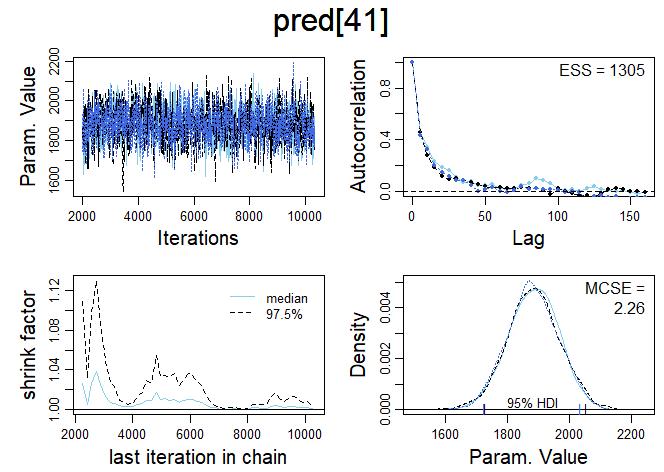 pred[41]
Param. Value
1600 1800 2000 2200
2000 4000 6000 8000 10000
Iterations
Autocorrelation
0.0 0.4 0.8
ESS = 1305
0 50 100 150
Lag
shrink factor
1.00 1.04 1.08 1.12
median
97.5%
2000 4000 6000 8000 10000
last iteration in chain
Density
0.000 0.002 0.004
MCSE =
2.26
95% HDI
1600 1800 2000 2200
Param. Value